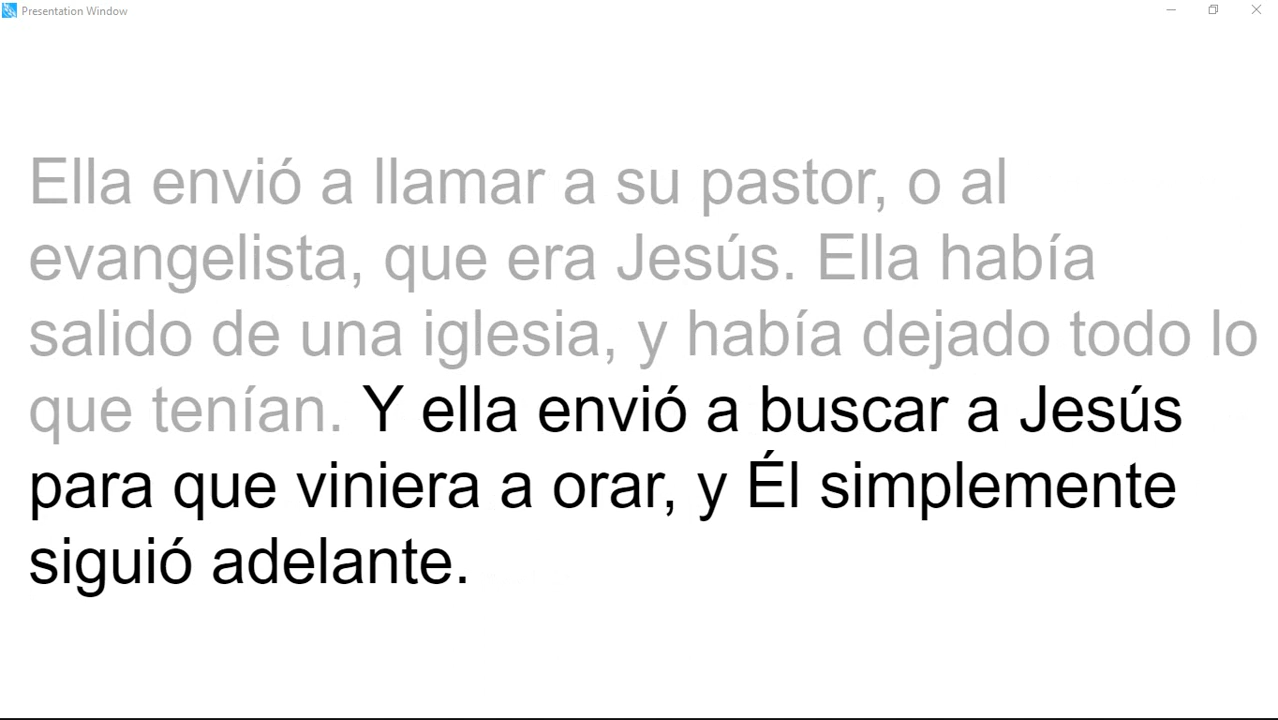 Presentation Window
Ella envió a llamar a su pastor, o al
evangelista, que era Jesús. Ella había
salido de una iglesia, y había dejado todo lo
que tenían. Y ella envió a buscar a Jesús
para que viniera a orar, y Él simplemente
siguió adelante.